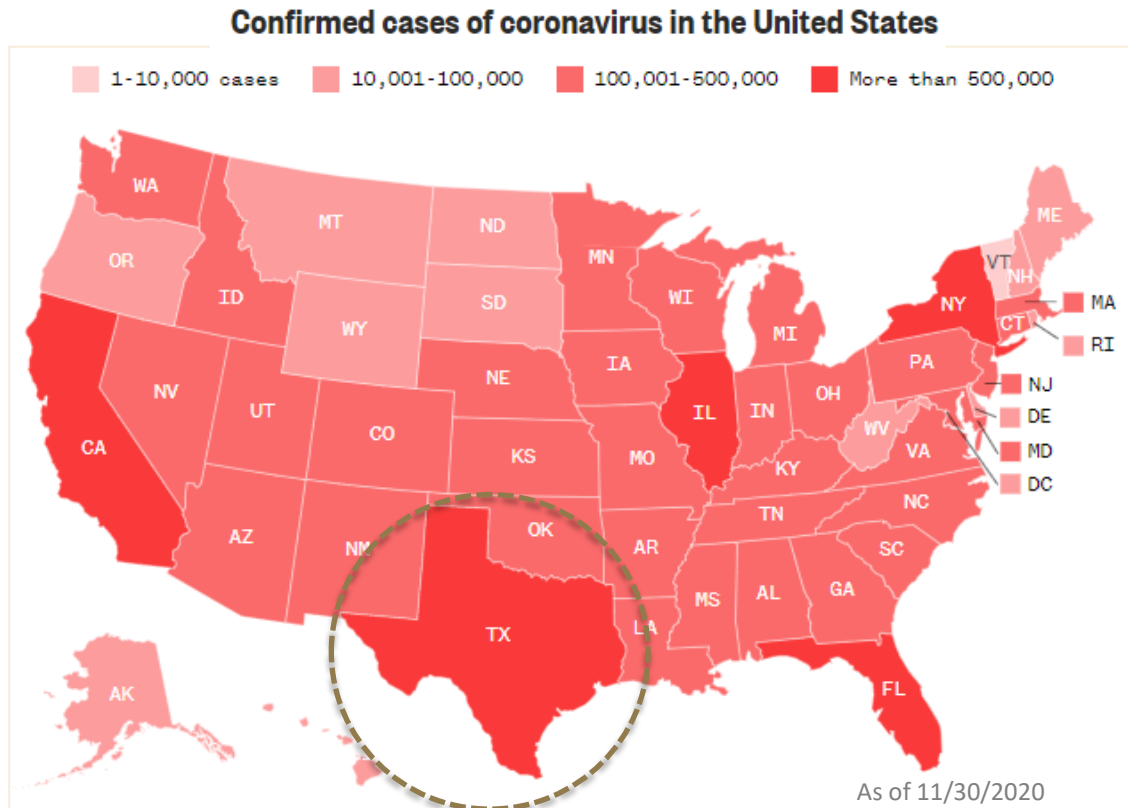 Confirmed cases of coronavirus in the United States
1-10,000 cases 10,001-100,000 100,001-500,000 More than 500,000
WA
MT
ND
MN
ME
VT
NH
OR
ID
SD
WI
NY
MA
WY
MI
CT
RI
NV
UT
NE
IA
PA
NJ
CA
CO
IL
IN
OH
DE
KS
MO
WV
VA
MD
KY
DC
AZ
NM
OK
AR
TN
NC
SC
TX
LA
MS
AL
GA
AK
FL
As of 11/30/2020